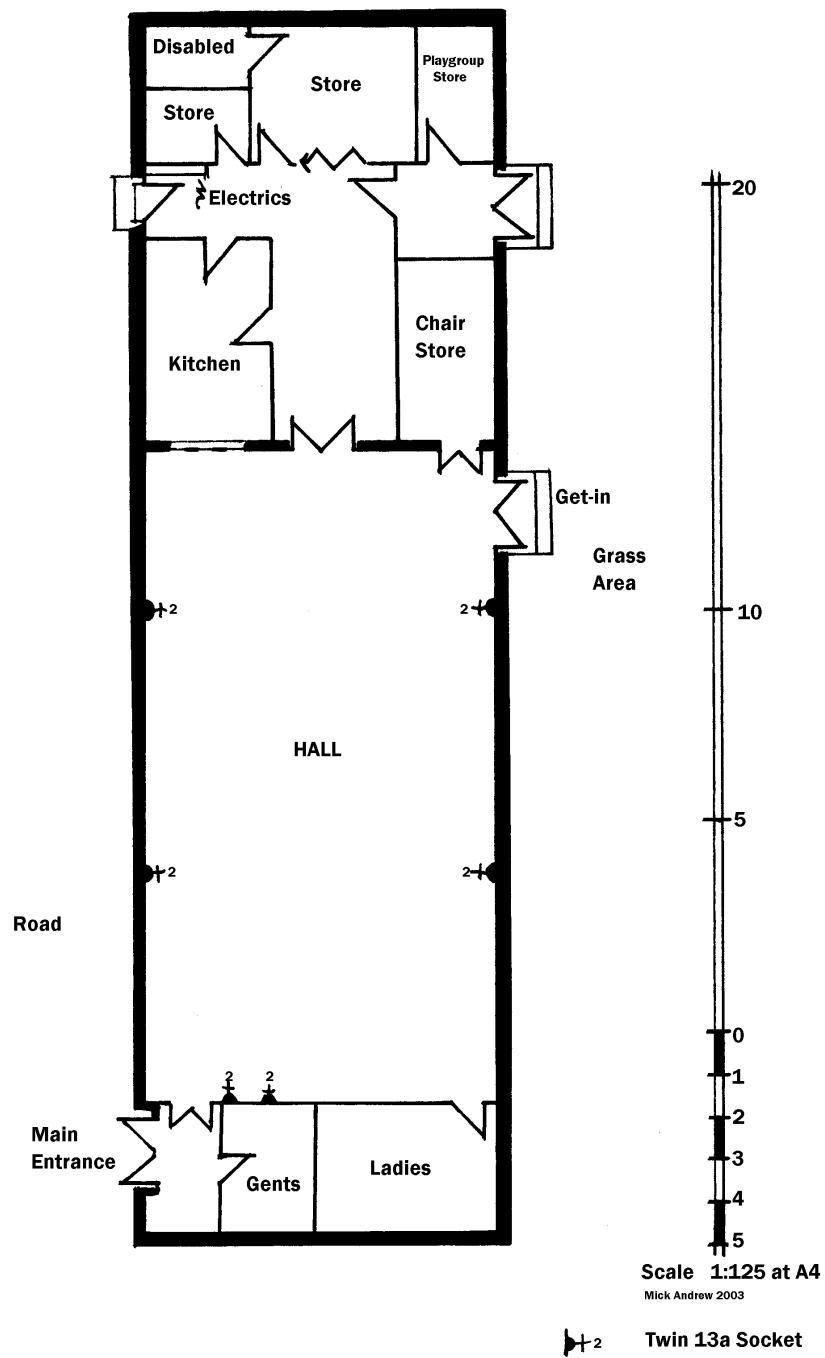 Disabled
Store
Playgroup
Store
Store
Electrics
20
Chair
Store
Kitchen
Get-in
Grass
Area
2
2
10
HALL
5
2
2
Road
0
2
2
1
2
Main
Entrance
3
Ladies
Gents
4
5
Scale 1:125 at A4
Mick Andrew 2003
2 Twin 13a Socket